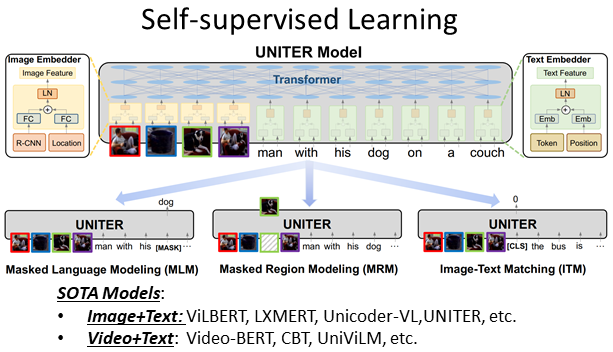 Self-supervised Learning
UNITER Model
Image Embedder
Image Feature
LN
FC
FC
R-CNN
Location
Transformer
man with his dog on a couch
Text Embedder
Text Feature
LN
Emb
Emb
Token
Position
dog
UNITER
man with his [MASK] ...
Masked Language Modeling (MLM)
UNITER
man with his dog ...
Masked Region Modeling (MRM)
0
UNITER
[CLS] the bus is ...
Image-Text Matching (ITM)
SOTA Models:
• Image+Text: ViLBERT, LXMERT, Unicoder-VL,UNITER, etc.
• Video+Text: Video-BERT, CBT, UniViLM, etc.